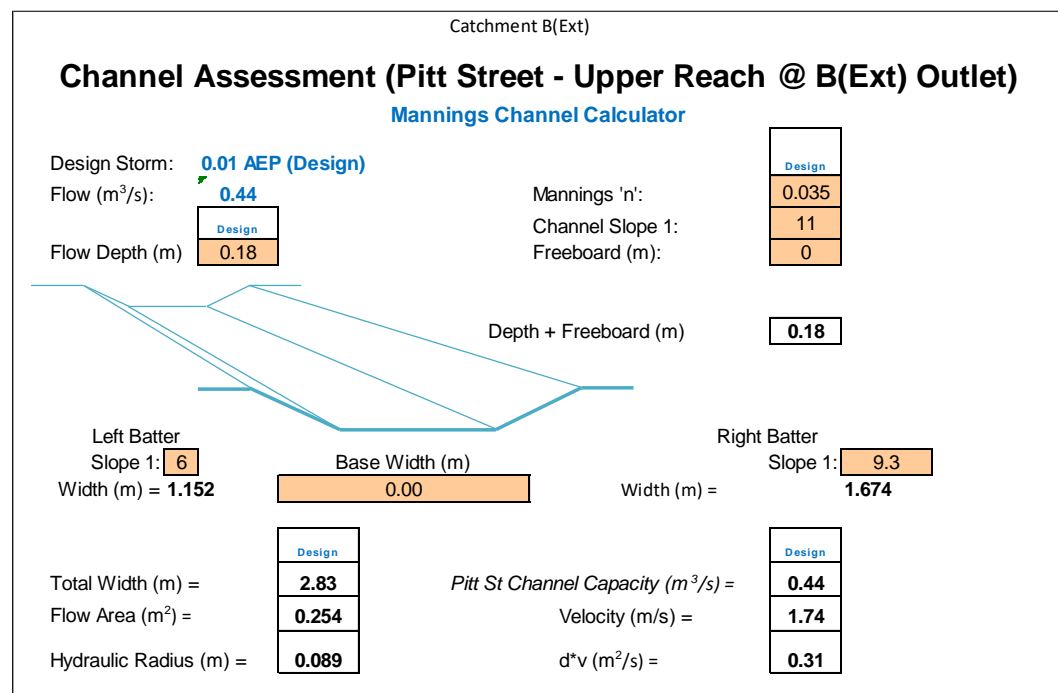 Catchment B(Ext)
Channel Assessment (Pitt Street - Upper Reach @ B(Ext) Outlet)
Mannings Channel Calculator
Design Storm: 0.01 AEP (Design)
Flow (m³/s): 0.44
Design
Flow Depth (m) 0.18
Design
Mannings 'n': 0.035
Channel Slope 1: 11
Freeboard (m): 0
Depth + Freeboard (m) 0.18
Left Batter
Slope 1: 6
Width (m) = 1.152
Base Width (m)
0.00
Right Batter
Slope 1: 9.3
Width (m) = 1.674
Design
Total Width (m) = 2.83
Flow Area (m²) = 0.254
Hydraulic Radius (m) = 0.089
Design
Pitt St Channel Capacity (m³/s) = 0.44
Velocity (m/s) = 1.74
d*v (m²/s) = 0.31